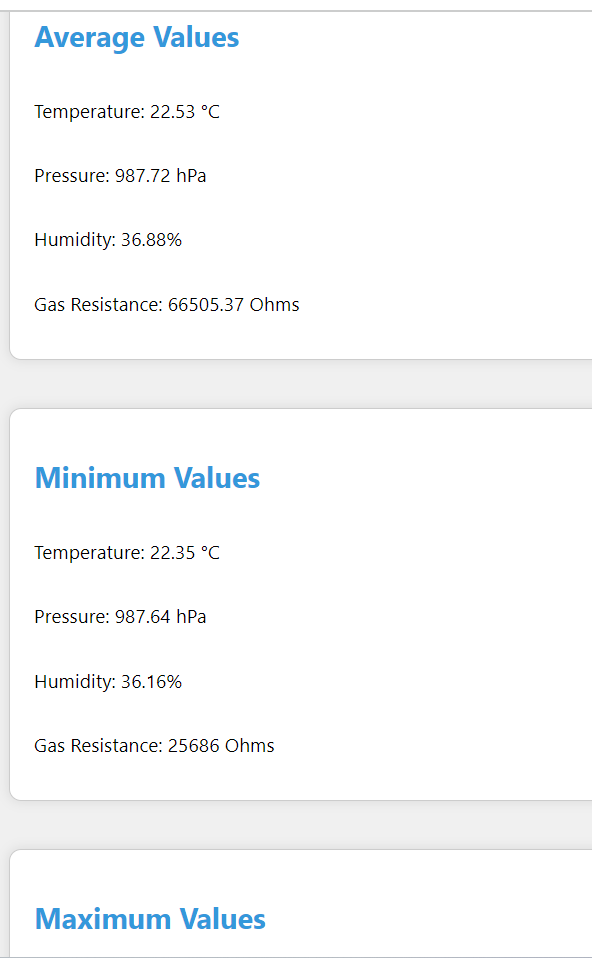 Average Values
Temperature: 22.53 °C
Pressure: 987.72 hPa
Humidity: 36.88%
Gas Resistance: 66505.37 Ohms
Minimum Values
Temperature: 22.35 °C
Pressure: 987.64 hPa
Humidity: 36.16%
Gas Resistance: 25686 Ohms
Maximum Values